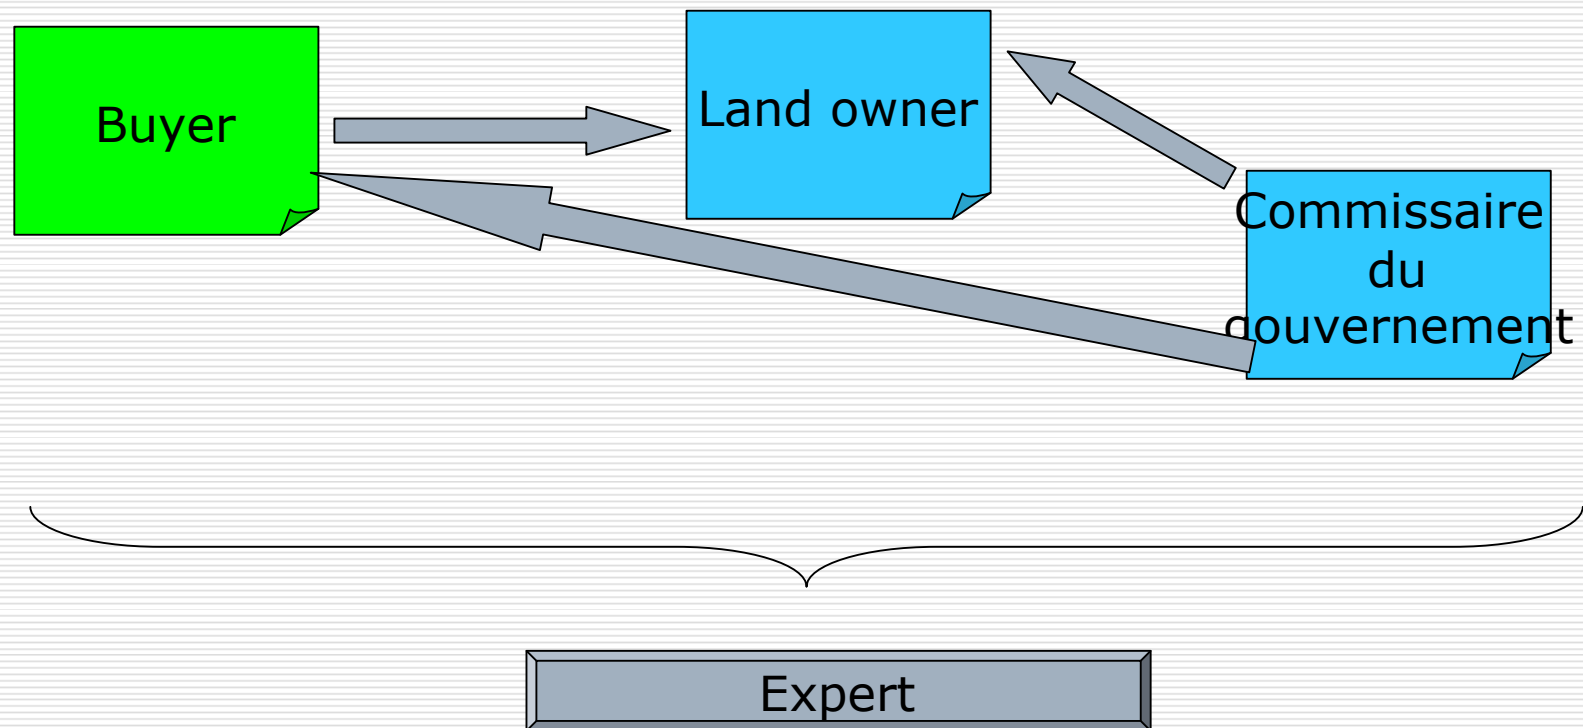 Buyer
Land owner
Commissaire
du
gouvernement
Expert